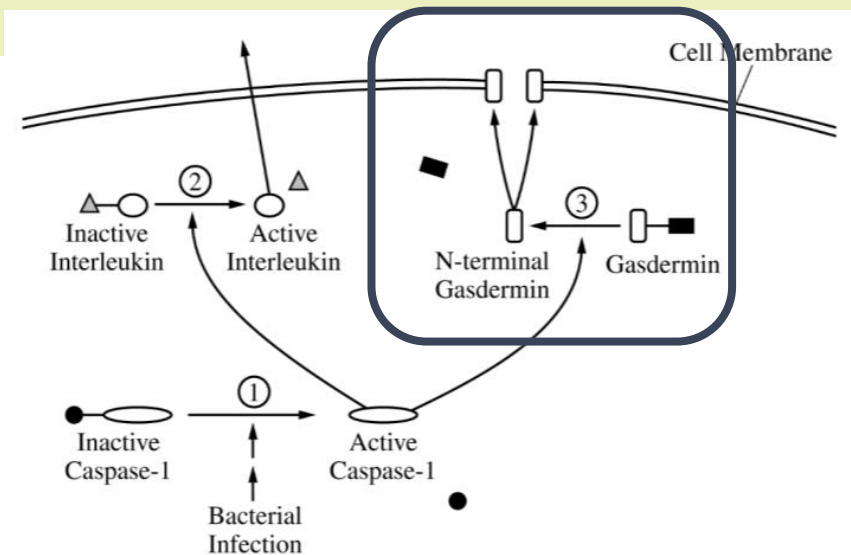 Cell Membrane
②
Inactive
Interleukin
Active
Interleukin
③
N-terminal
Gasdermin
Gasdermin
①
Inactive
Caspase-1
Active
Caspase-1
Bacterial
Infection